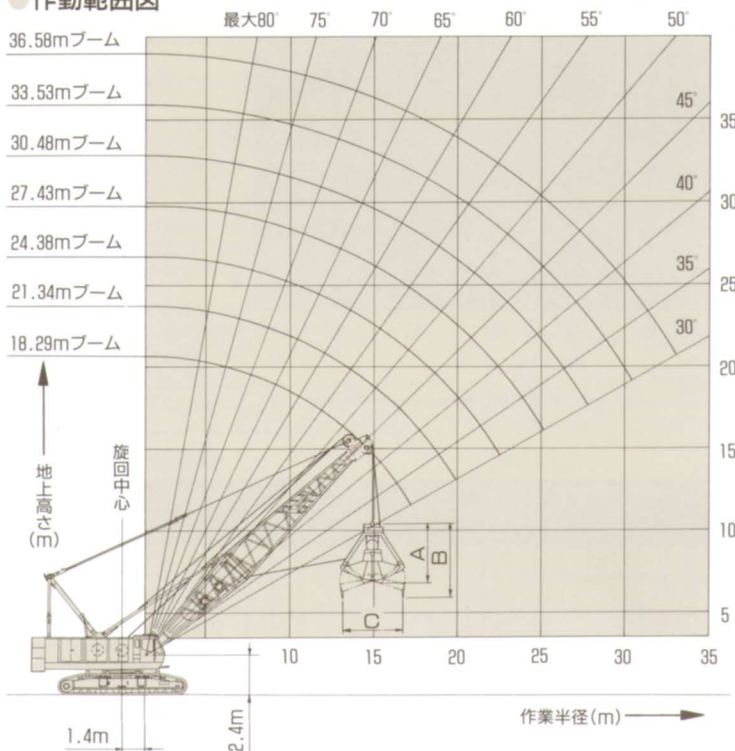 ●作動範囲図
最大80° 75° 70° 65° 60° 55° 50°
36.58mブーム
33.53mブーム
30.48mブーム
27.43mブーム
24.38mブーム
21.34mブーム
18.29mブーム
45°
40°
35°
30°
35
30
25
20
15
10
5
地上高さ(m)
旋回中心
A
B
C
10 15 20 25 30 35
作業半径(m)
1.4m
2.4m